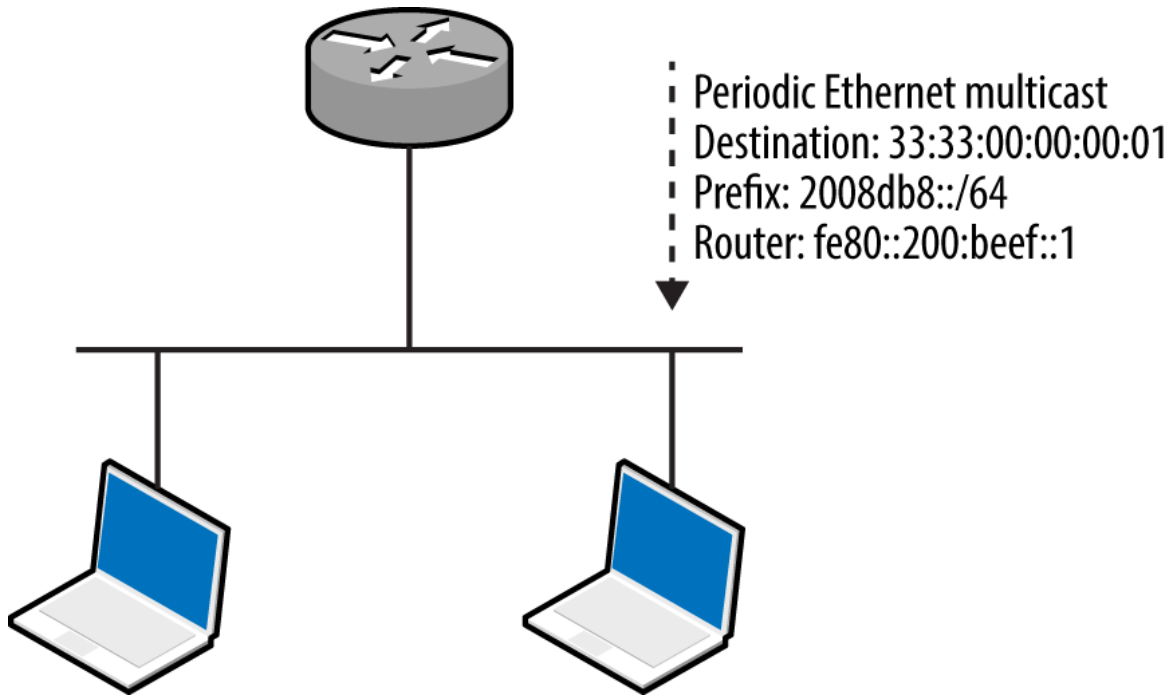 Periodic Ethernet multicast
Destination: 33:33:00:00:00:01
Prefix: 2008db8::/64
Router: fe80::200:beef::1